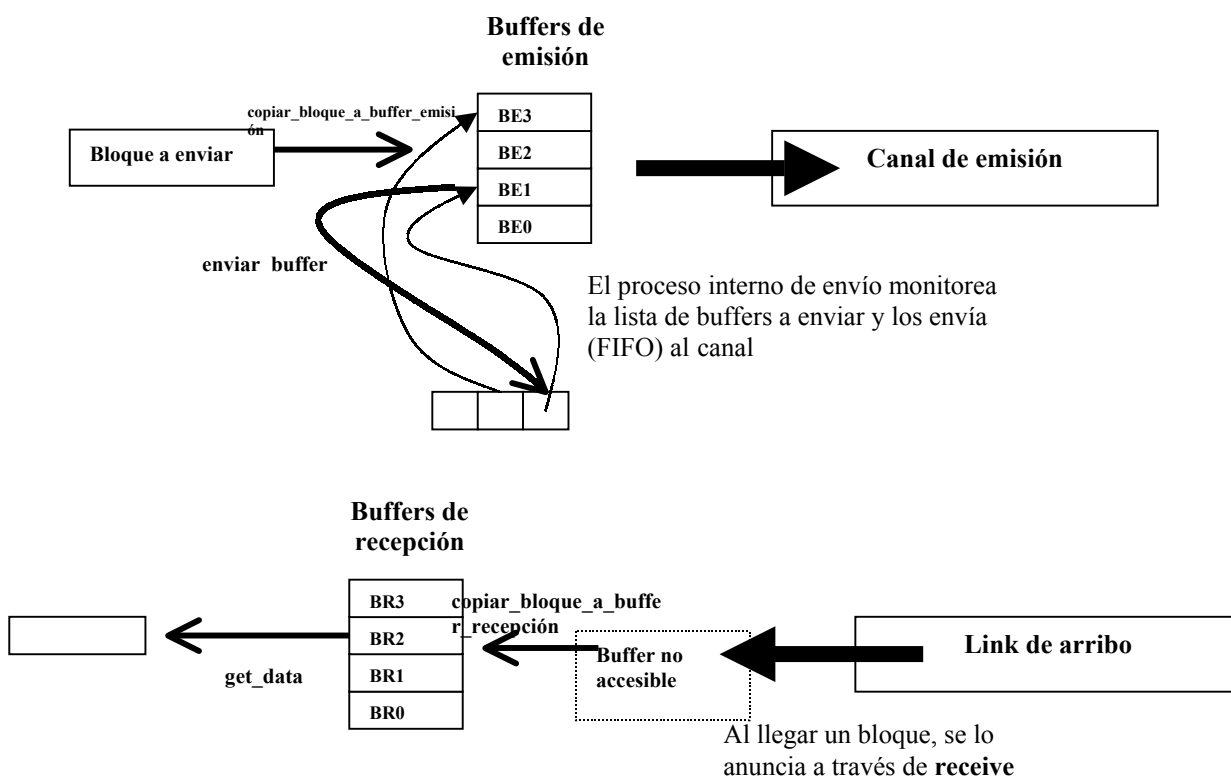 Buffers de
emisión
copiar_bloque_a_buffer_emisi
ón
Bloque a enviar
BE3
BE2
BE1
BE0
Canal de emisión
enviar buffer
El proceso interno de envío monitorea
la lista de buffers a enviar y los envía
(FIFO) al canal
Buffers de
recepción
BR3
BR2
BR1
BR0
copiar_bloque_a_buffe
r_recepción
get_data
Buffer no
accesible
Link de arribo
Al llegar un bloque, se lo
anuncia a través de receive